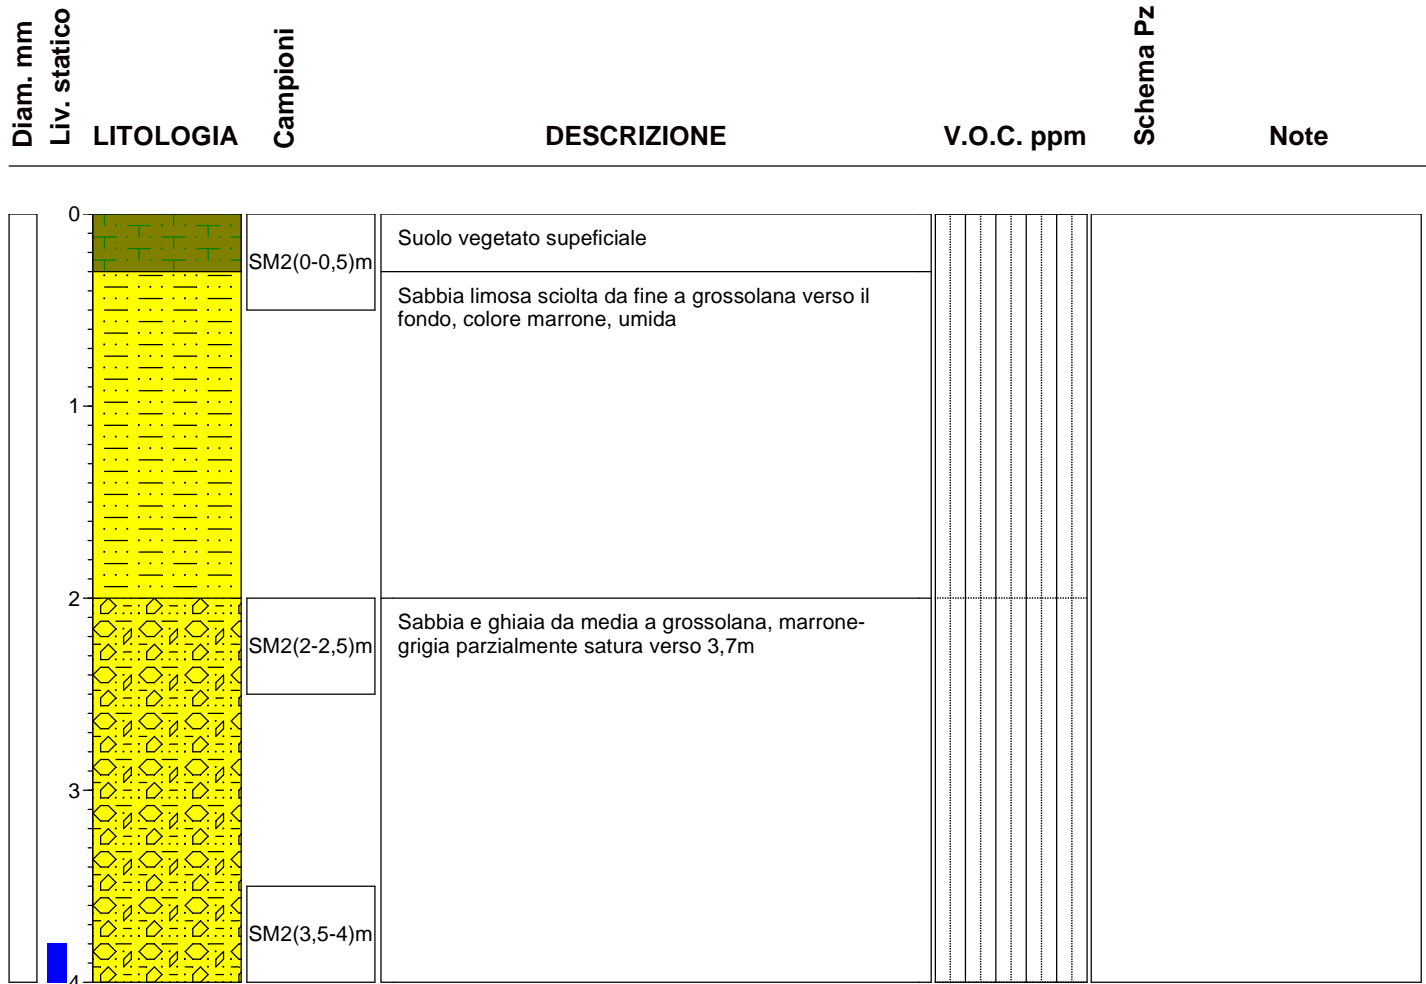 Diam. mm
Liv. statico
LITOLOGIA
Campioni
DESCRIZIONE
V.O.C. ppm
Schema Pz
Note
0
SM2(0-0,5)m
Suolo vegetato supeficiale
Sabbia limosa sciolta da fine a grossolana verso il
fondo, colore marrone, umida
1
2
SM2(2-2,5)m
Sabbia e ghiaia da media a grossolana, marrone-
grigia parzialmente satura verso 3,7m
3
SM2(3,5-4)m
4